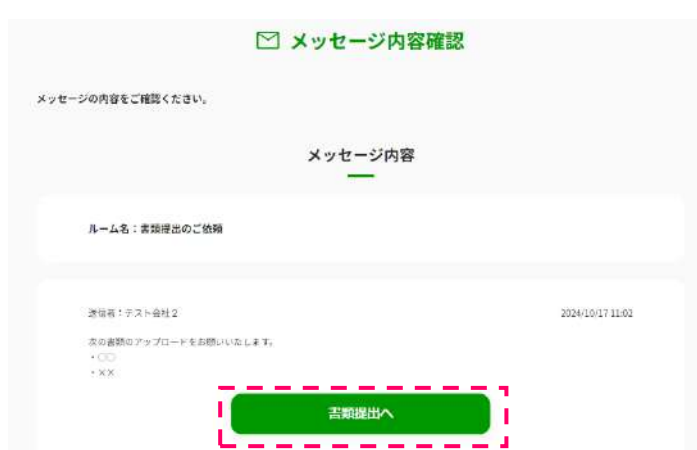 メッセージ内容確認
メッセージの内容をご確認ください。
メッセージ内容
ルーム名：書類提出のご依頼
送信者：テスト会社２
2024/10/17 11:02
次の書類のアップロードをお願いいたします。
・〇〇
・××
書類提出へ